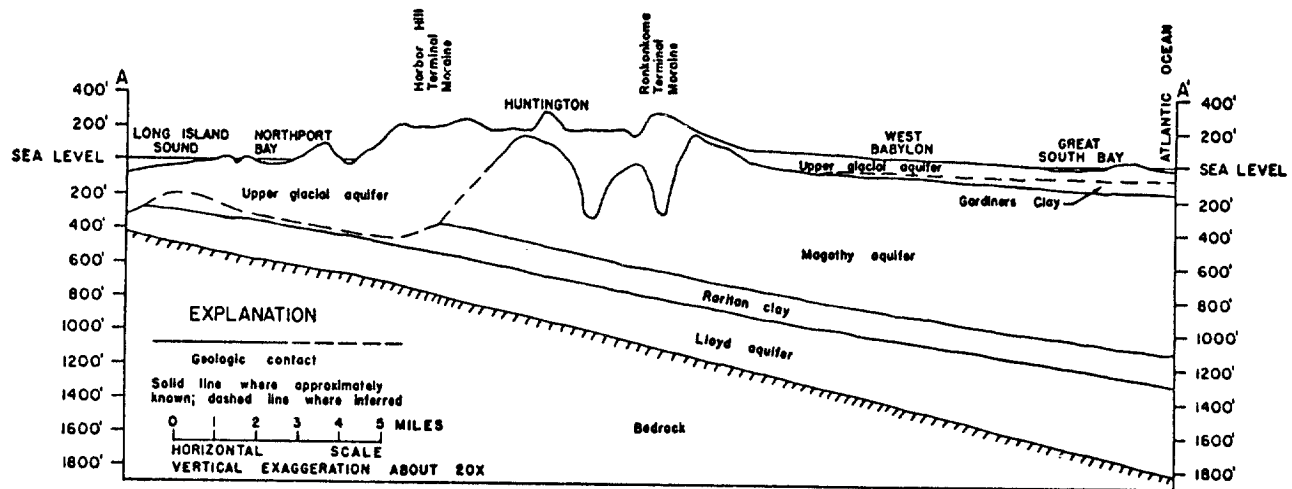 Harbor Hill
Terminal
Moraine
Ronkonkoma
Terminal
Moraine
ATLANTIC OCEAN
A
A'
400'
200'
SEA LEVEL
200'
400'
600'
800'
1000'
1200'
1400'
1600'
1800'
LONG ISLAND
SOUND
NORTHPORT
BAY
HUNTINGTON
WEST
BABYLON
GREAT
SOUTH BAY
400'
200'
SEA LEVEL
200'
400'
600'
800'
1000'
1200'
1400'
1600'
1800'
Upper glacial aquifer
Upper glacial aquifer
Gardiners Clay
Magothy aquifer
Raritan clay
Lloyd aquifer
Bedrock
EXPLANATION
Geologic contact
Solid line where approximately
known; dashed line where inferred
0 1 2 3 4 5 MILES
HORIZONTAL SCALE
VERTICAL EXAGGERATION ABOUT 20X